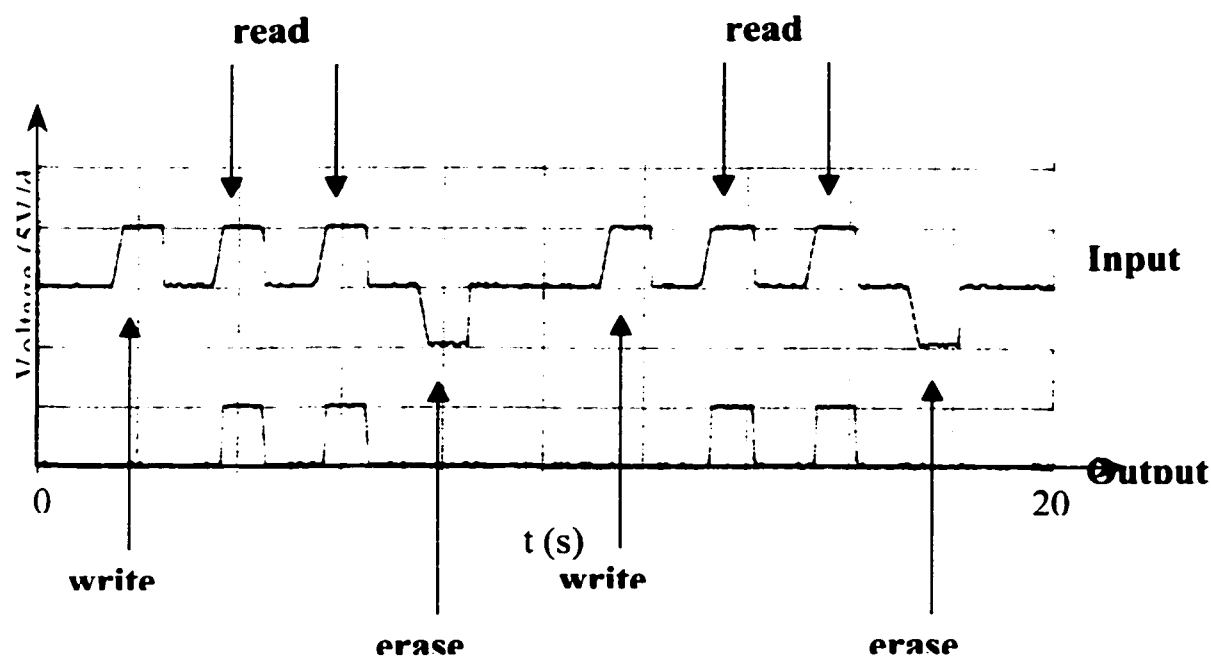 read
read
Input
Output
0
20
t (s)
write
write
erase
erase